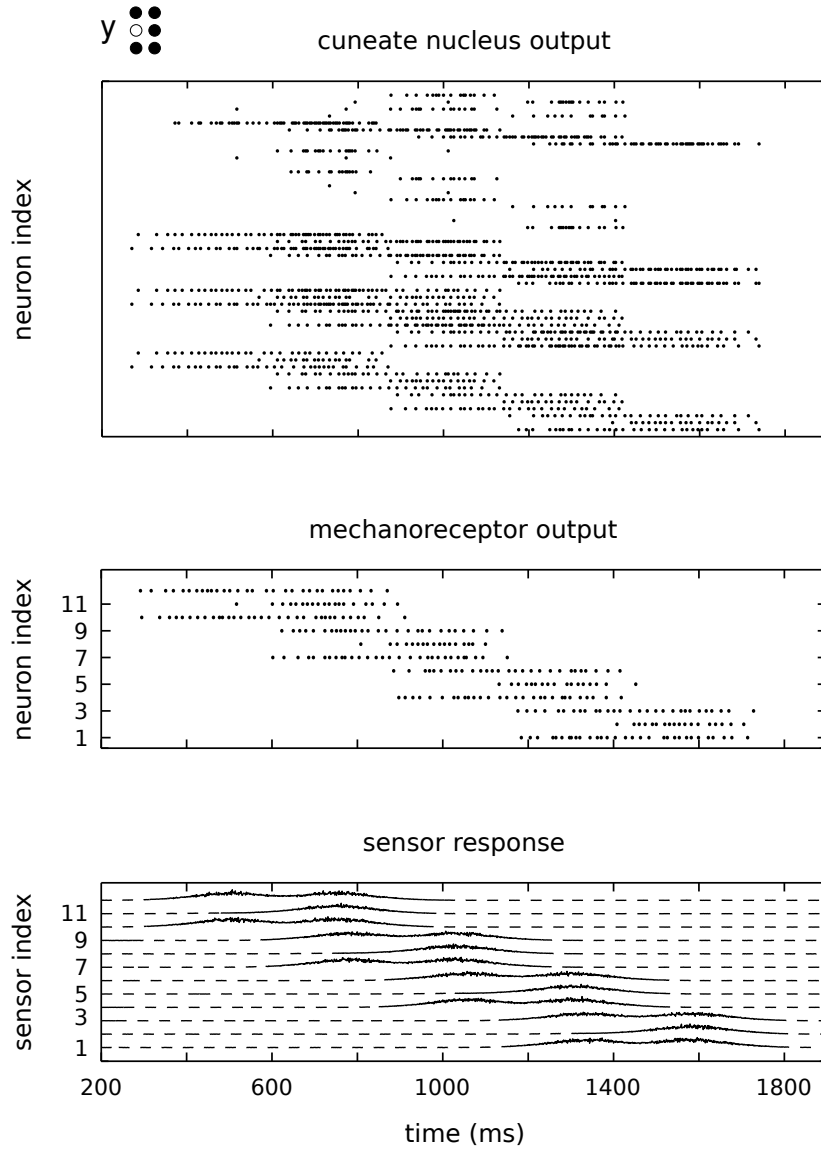 y
cuneate nucleus output
neuron index
mechanoreceptor output
neuron index
11
9
7
5
3
1
sensor response
sensor index
11
9
7
5
3
1
200 600 1000 1400 1800
time (ms)